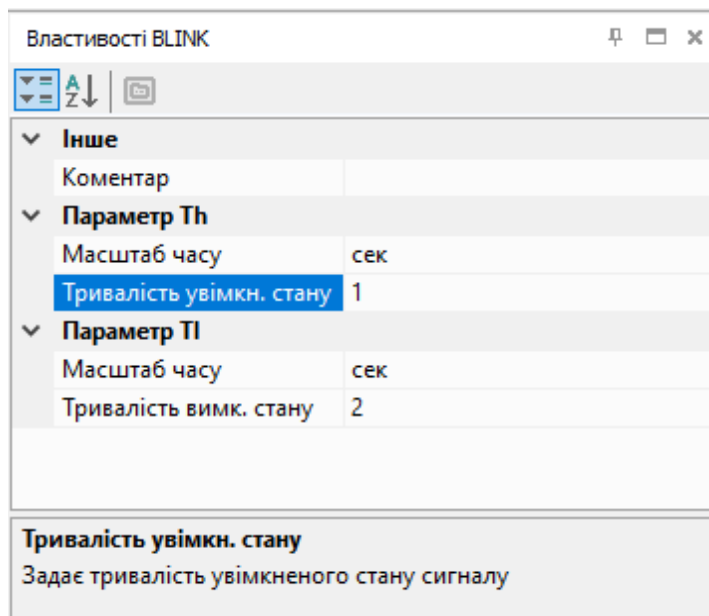 Властивості BLINK
Інше
Коментар
Параметр Th
Масштаб часу сек
Тривалість увімкн. стану 1
Параметр Tl
Масштаб часу сек
Тривалість вимк. стану 2
Тривалість увімкн. стану
Задає тривалість увімкненого стану сигналу